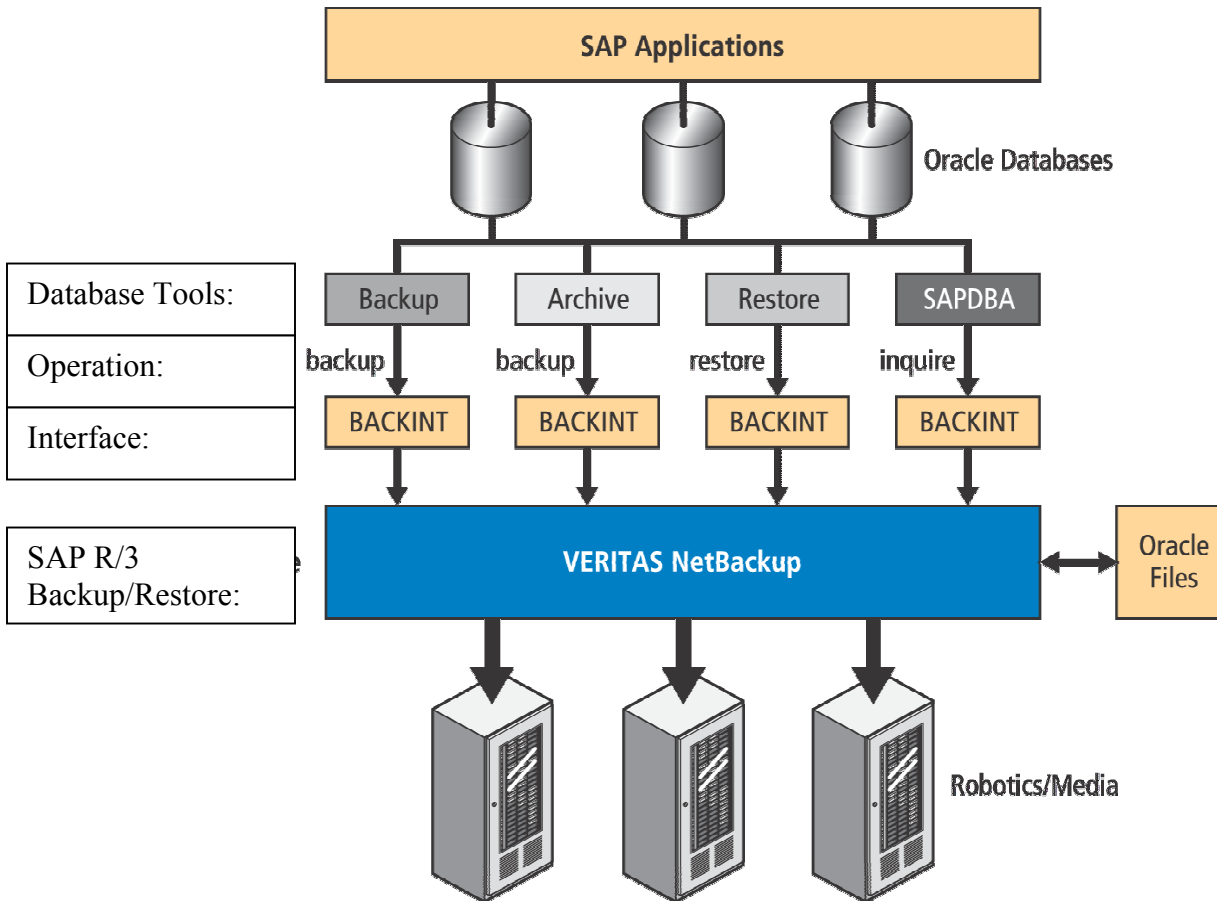 SAP Applications
Oracle Databases
Database Tools:
Backup
Archive
Restore
SAPDBA
Operation:
backup
backup
restore
inquire
Interface:
BACKINT
BACKINT
BACKINT
BACKINT
SAP R/3
Backup/Restore:
e
VERITAS NetBackup
Oracle
Files
Robotics/Media